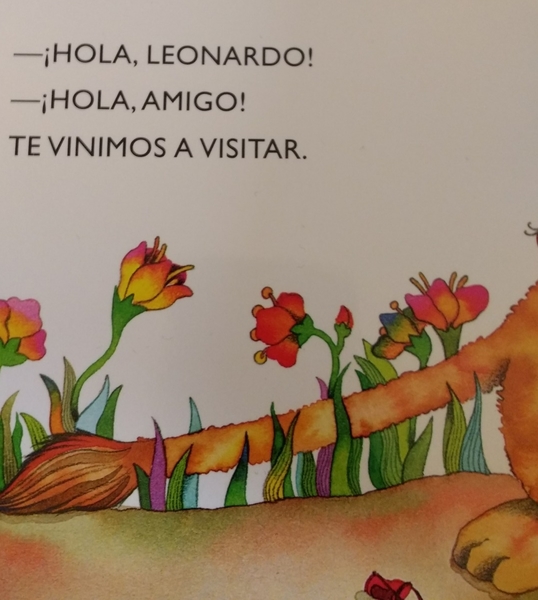 —¡HOLA, LEONARDO!
—¡HOLA, AMIGO!
TE VINIMOS A VISITAR.